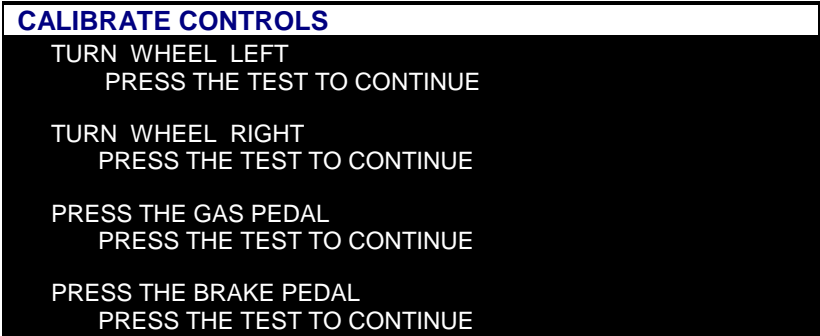 CALIBRATE CONTROLS
TURN WHEEL LEFT
PRESS THE TEST TO CONTINUE
TURN WHEEL RIGHT
PRESS THE TEST TO CONTINUE
PRESS THE GAS PEDAL
PRESS THE TEST TO CONTINUE
PRESS THE BRAKE PEDAL
PRESS THE TEST TO CONTINUE